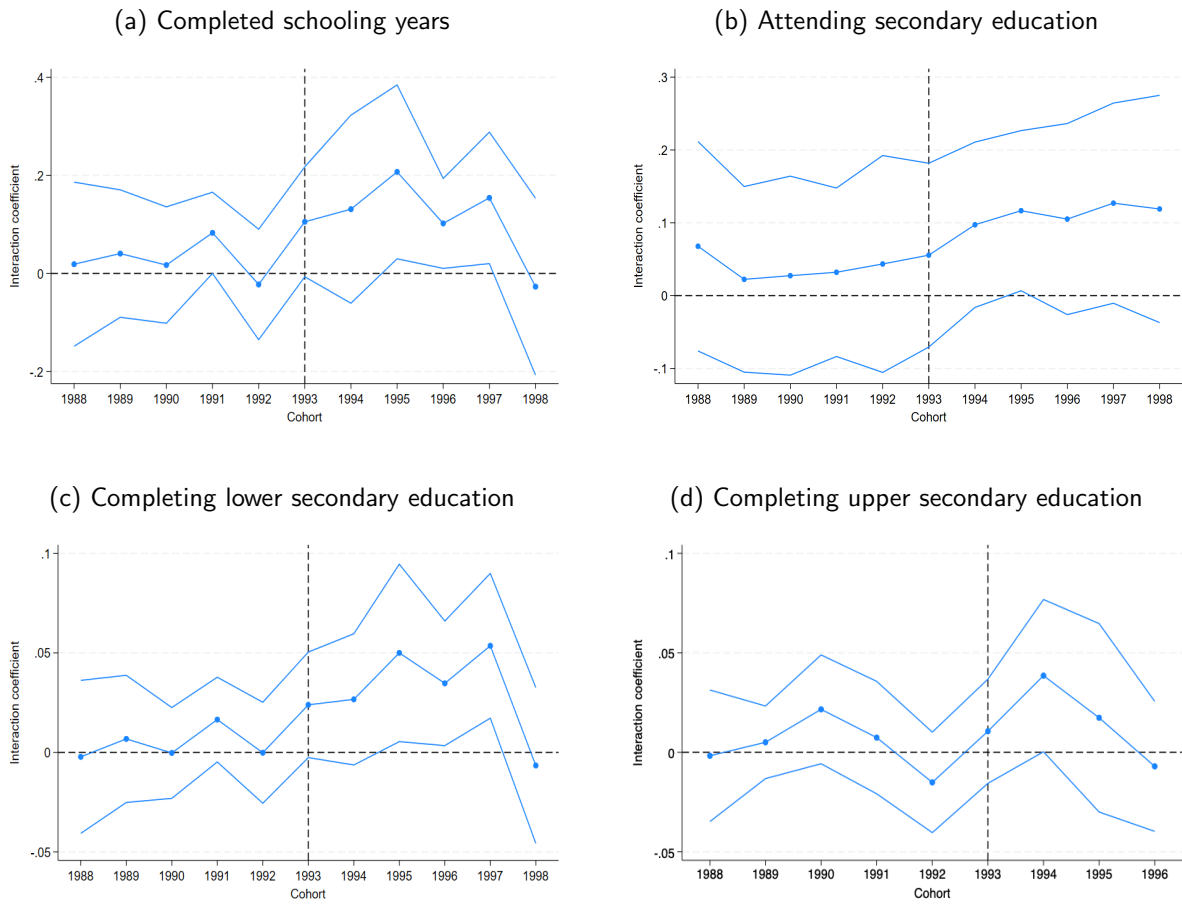 (a) Completed schooling years
.4
.2
0
-.2
Interaction coefficient
1988 1989 1990 1991 1992 1993 1994 1995 1996 1997 1998
Cohort
(b) Attending secondary education
0.3
0.2
0.1
0
-.1
Interaction coefficient
1988 1989 1990 1991 1992 1993 1994 1995 1996 1997 1998
Cohort
(c) Completing lower secondary education
.1
.05
0
-.05
Interaction coefficient
1988 1989 1990 1991 1992 1993 1994 1995 1996 1997 1998
Cohort
(d) Completing upper secondary education
.1
.05
0
-.05
Interaction coefficient
1988 1989 1990 1991 1992 1993 1994 1995 1996
Cohort